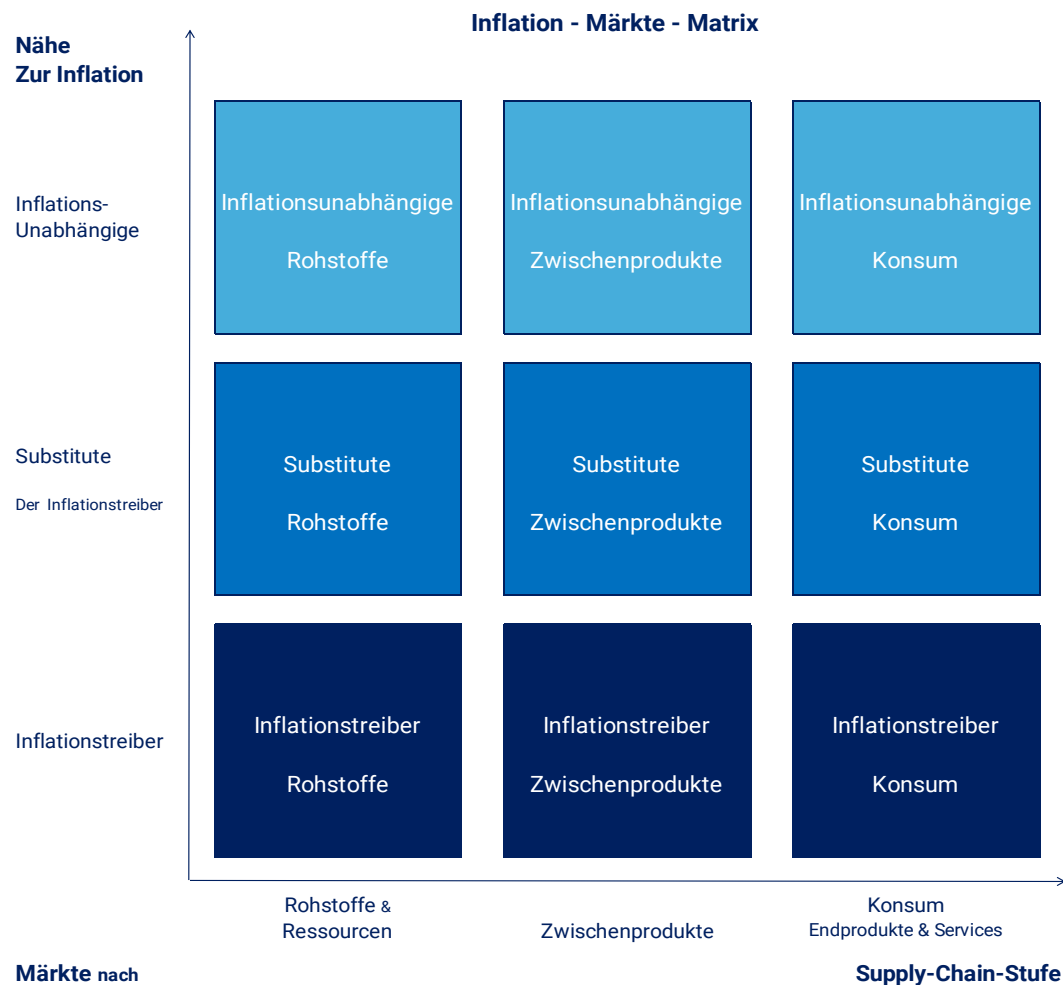 Inflation - Märkte - Matrix
Nähe
Zur Inflation
Inflations-
Unabhängige
Inflationsunabhängige
Rohstoffe
Inflationsunabhängige
Zwischenprodukte
Inflationsunabhängige
Konsum
Substitute
Der Inflationstreiber
Substitute
Rohstoffe
Substitute
Zwischenprodukte
Substitute
Konsum
Inflationstreiber
Inflationstreiber
Rohstoffe
Inflationstreiber
Zwischenprodukte
Inflationstreiber
Konsum
Rohstoffe &
Ressourcen
Zwischenprodukte
Konsum
Endprodukte & Services
Märkte nach
Supply-Chain-Stufe